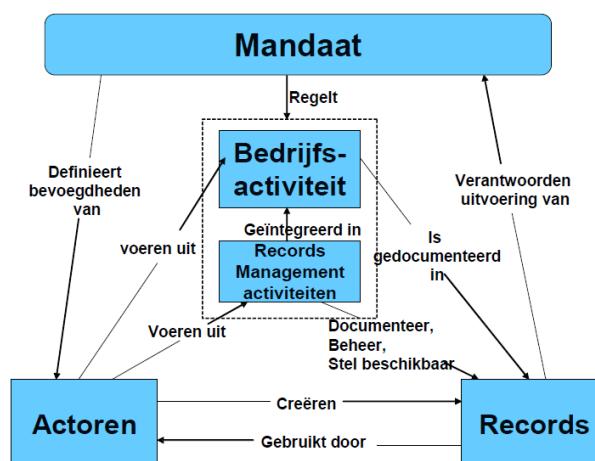 Mandaat
Regelt
Bedrijfs-
activiteit
Definieert
bevoegdheden
van
Verantwoorden
uitvoering van
voeren uit
Geïntegreerd in
Records
Management
activiteiten
Is
gedocumenteerd
in
Voeren uit
Documenteer,
Beheer,
Stel beschikbaar
Actoren
Creëren
Gebruikt door
Records